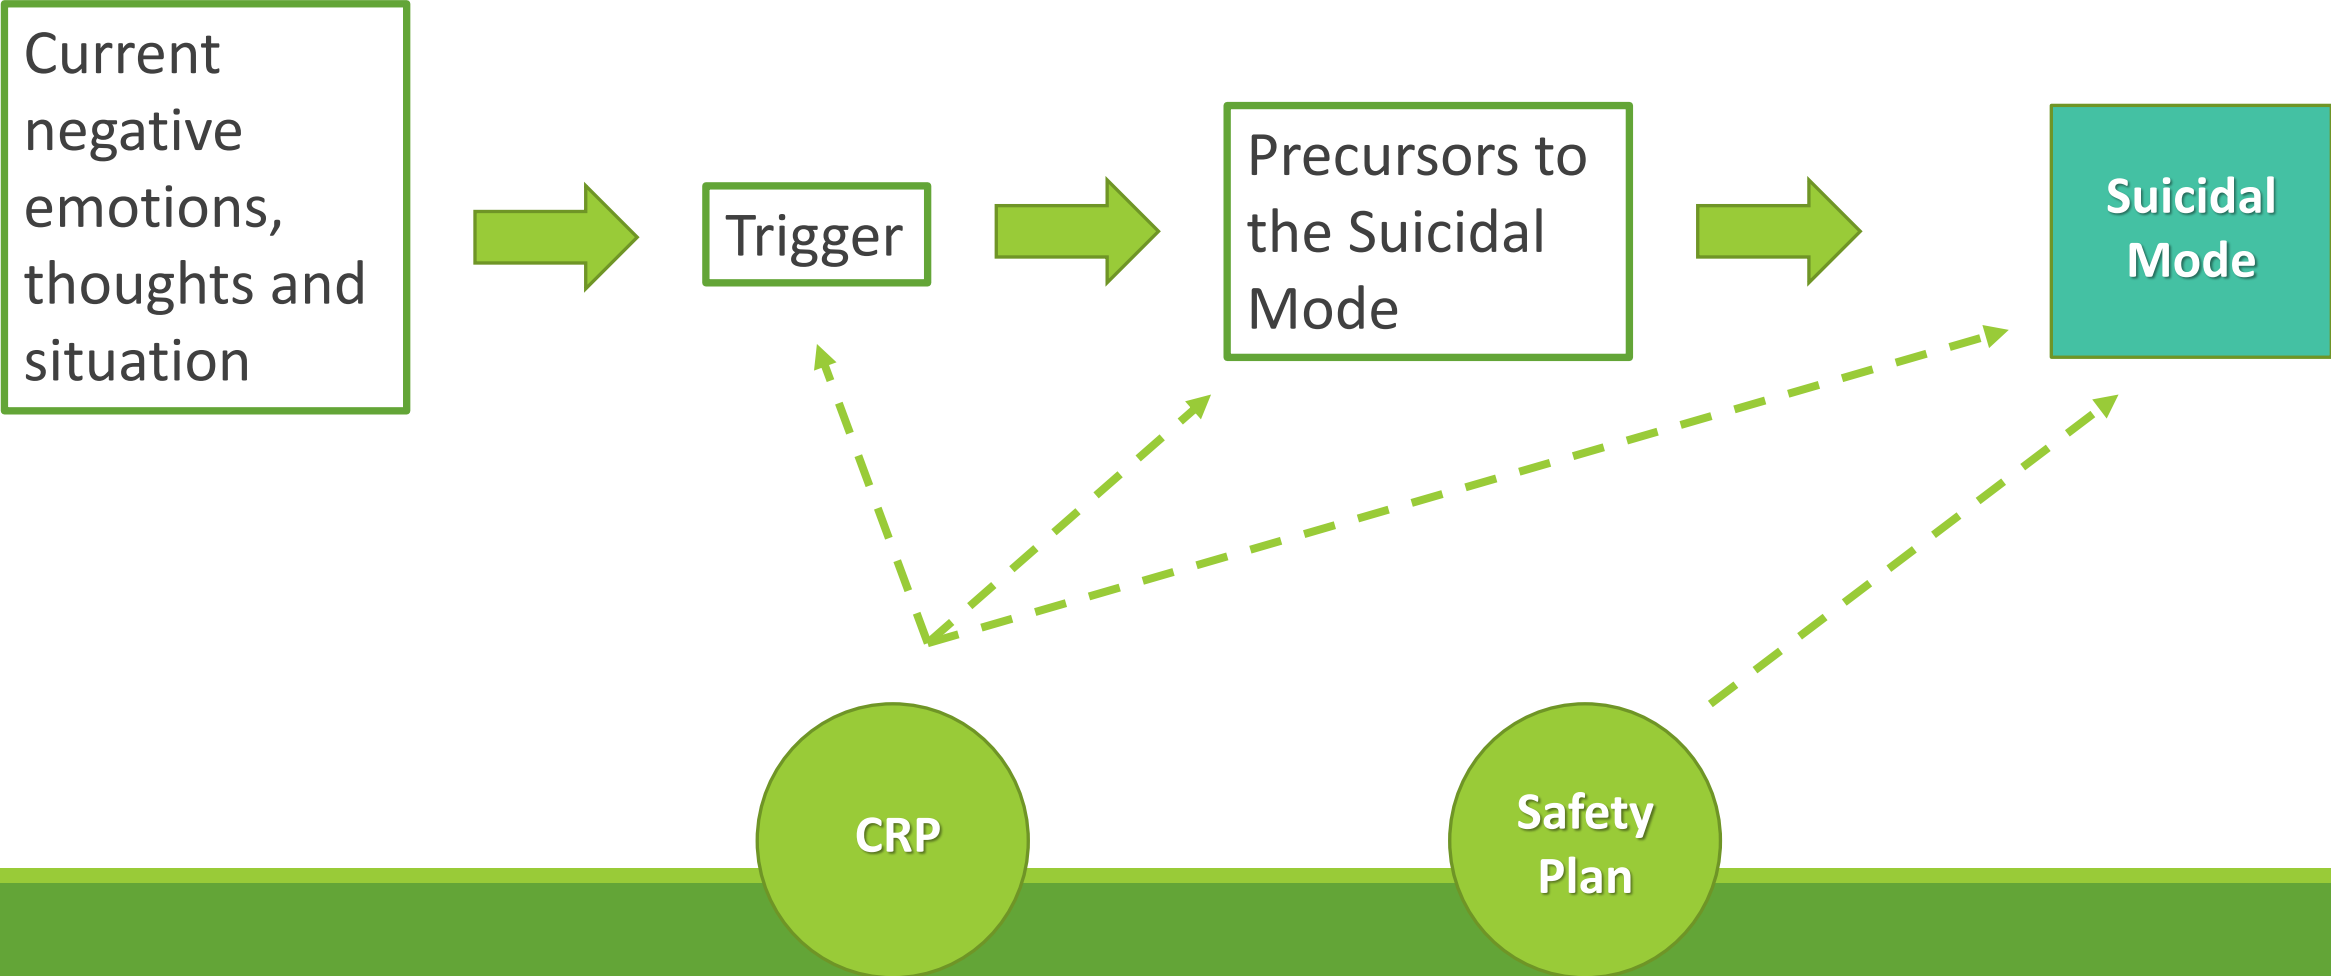 Current
negative
emotions,
thoughts and
situation
Trigger
Precursors to
the Suicidal
Mode
Suicidal
Mode
CRP
Safety
Plan